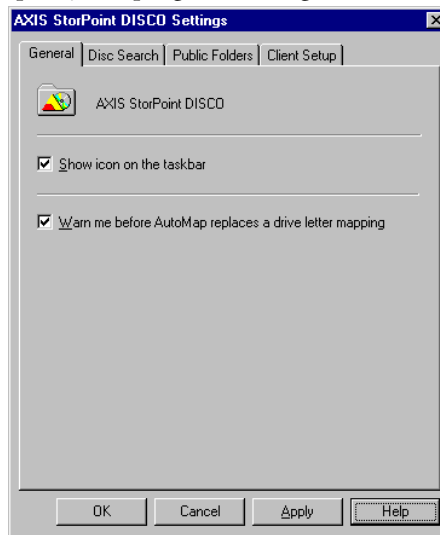 AXIS StorPoint DISCO Settings
General Disc Search Public Folders Client Setup
AXIS StorPoint DISCO
Show icon on the taskbar
Warn me before AutoMap replaces a drive letter mapping
OK Cancel Apply Help